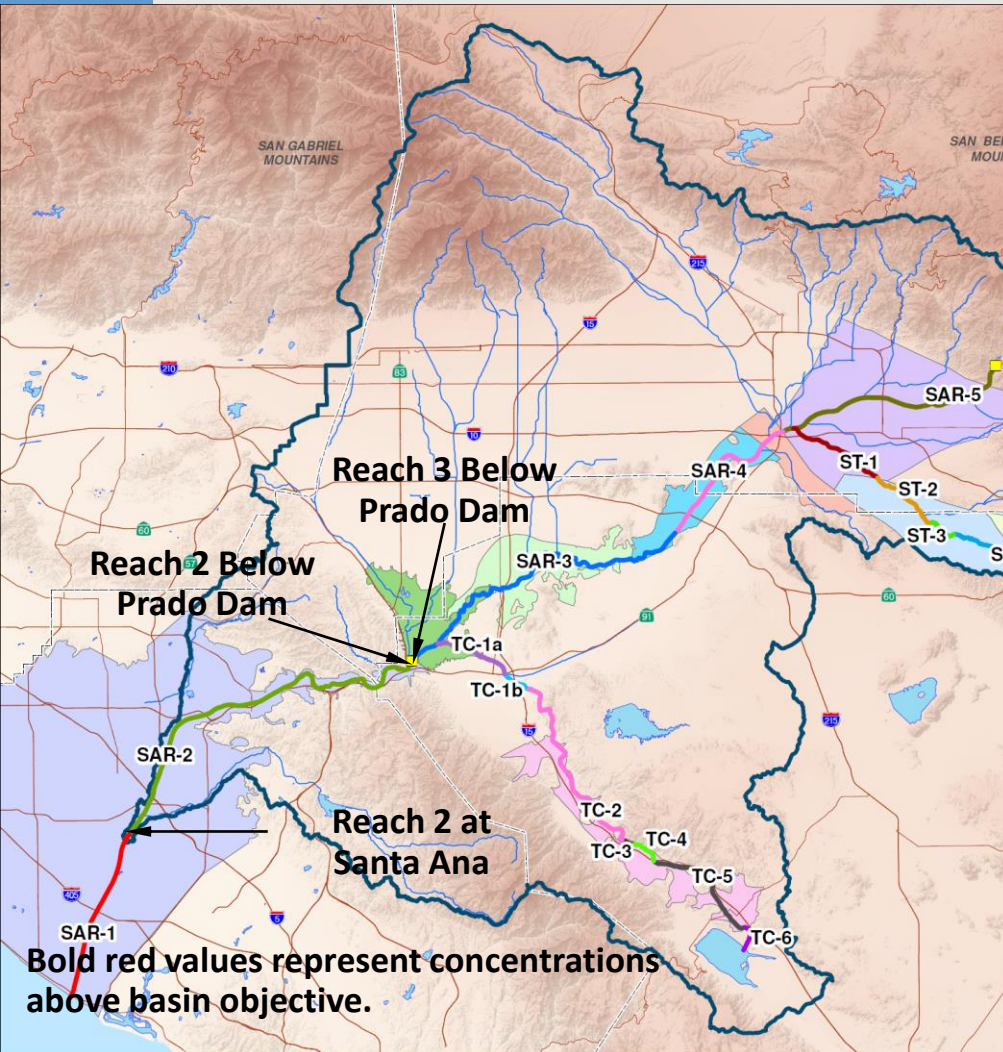 SAN GABRIEL
MOUNTAINS
215
15
210
83
SAR-5
10
Reach 3 Below
Prado Dam
SAR-4
ST-1
ST-2
60
57
ST-3
Reach 2 Below
Prado Dam
SAR-3
60
91
TC-1a
TC-1b
215
15
SAR-2
TC-2
Reach 2 at
Santa Ana
TC-3
TC-4
TC-5
405
5
SAR-1
TC-6
Bold red values represent concentrations
above basin objective.